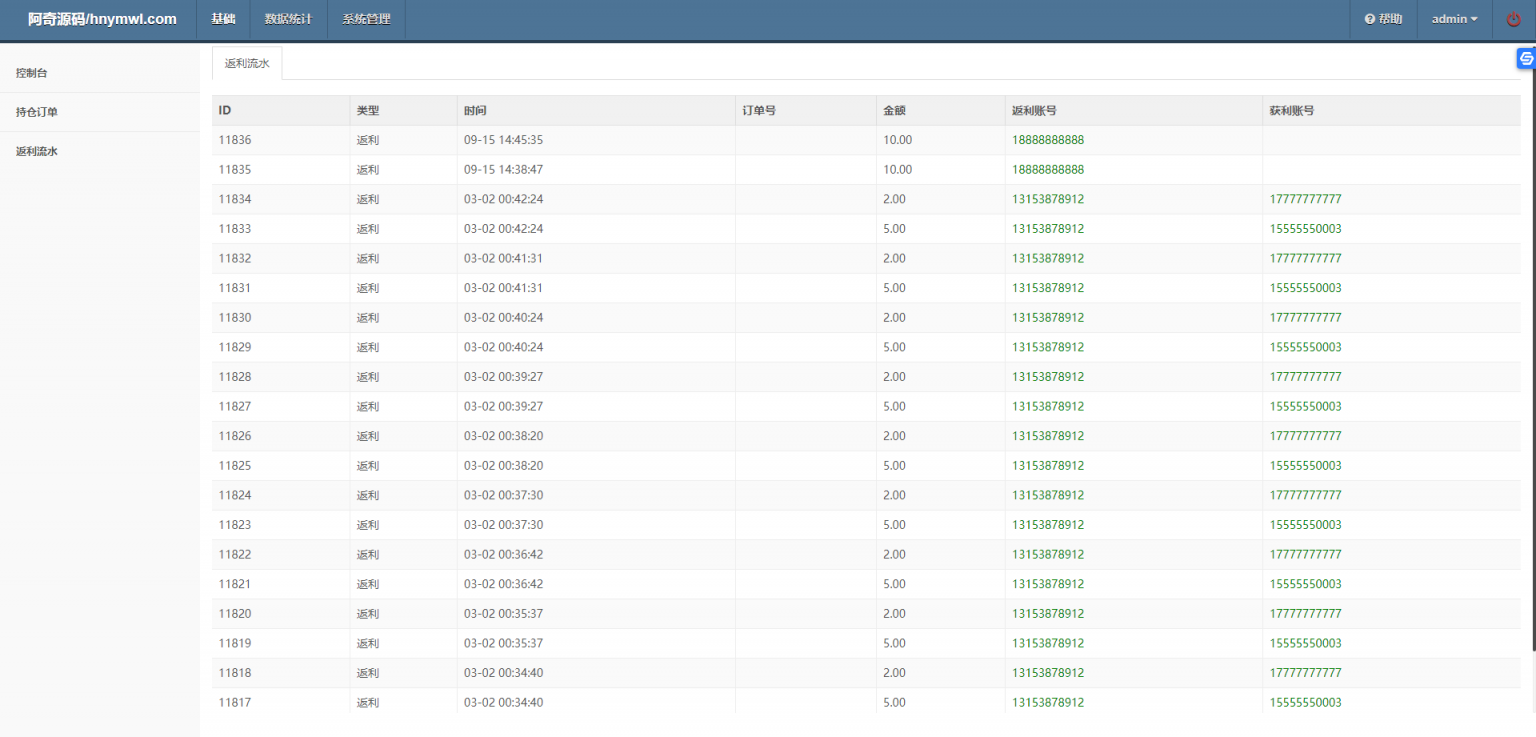 阿奇源码/hnymwl.com 基础 数据统计 系统管理 帮助 admin
控制台
持仓订单
返利流水
返利流水
ID 类型 时间 订单号 金额 返利账号 获利账号
11836 返利 09-15 14:45:35 10.00 18888888888
11835 返利 09-15 14:38:47 10.00 18888888888
11834 返利 03-02 00:42:24 2.00 13153878912 17777777777
11833 返利 03-02 00:42:24 5.00 13153878912 15555550003
11832 返利 03-02 00:41:31 2.00 13153878912 17777777777
11831 返利 03-02 00:41:31 5.00 13153878912 15555550003
11830 返利 03-02 00:40:24 2.00 13153878912 17777777777
11829 返利 03-02 00:40:24 5.00 13153878912 15555550003
11828 返利 03-02 00:39:27 2.00 13153878912 17777777777
11827 返利 03-02 00:39:27 5.00 13153878912 15555550003
11826 返利 03-02 00:38:20 2.00 13153878912 17777777777
11825 返利 03-02 00:38:20 5.00 13153878912 15555550003
11824 返利 03-02 00:37:30 2.00 13153878912 17777777777
11823 返利 03-02 00:37:30 5.00 13153878912 15555550003
11822 返利 03-02 00:36:42 2.00 13153878912 17777777777
11821 返利 03-02 00:36:42 5.00 13153878912 15555550003
11820 返利 03-02 00:35:37 2.00 13153878912 17777777777
11819 返利 03-02 00:35:37 5.00 13153878912 15555550003
11818 返利 03-02 00:34:40 2.00 13153878912 17777777777
11817 返利 03-02 00:34:40 5.00 13153878912 15555550003